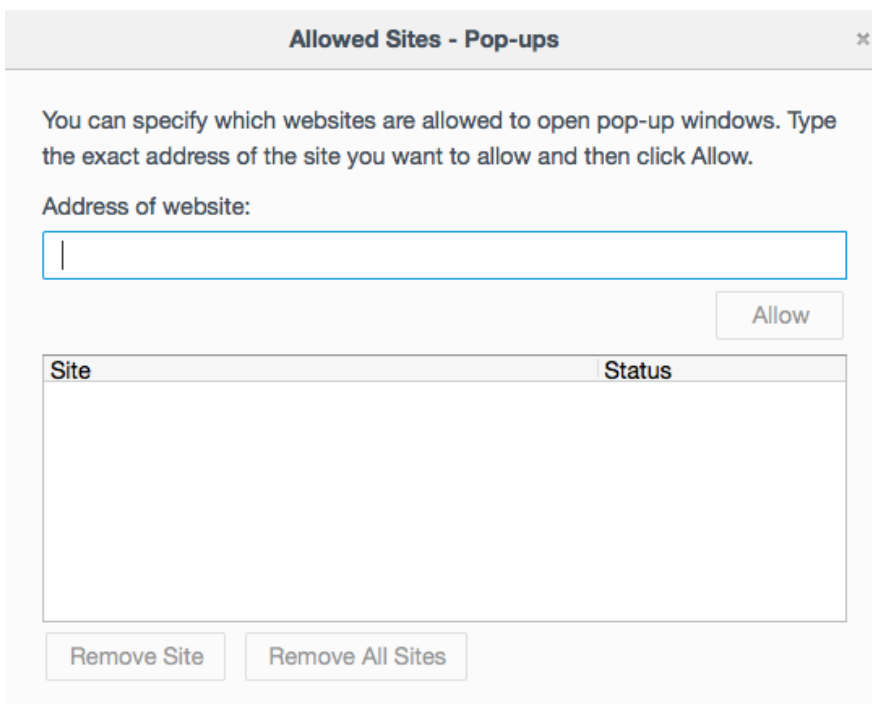 Allowed Sites - Pop-ups
×
You can specify which websites are allowed to open pop-up windows. Type
the exact address of the site you want to allow and then click Allow.
Address of website:
Allow
Site Status
Remove Site Remove All Sites